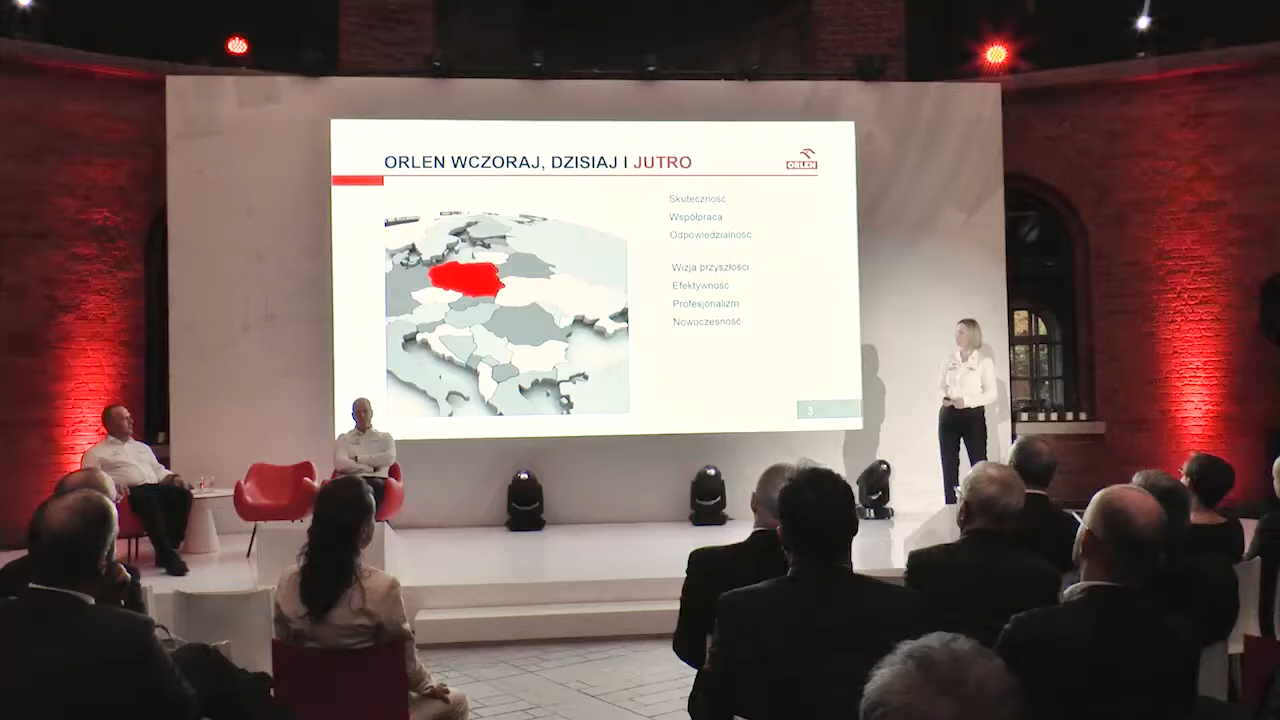 ORLEN WCZORAJ, DZISIAJ I JUTRO
ORLEN
Skuteczność
Współpraca
Odpowiedzialność
Wizja przyszłości
Efektywność
Profesjonalizm
Nowoczesność
3